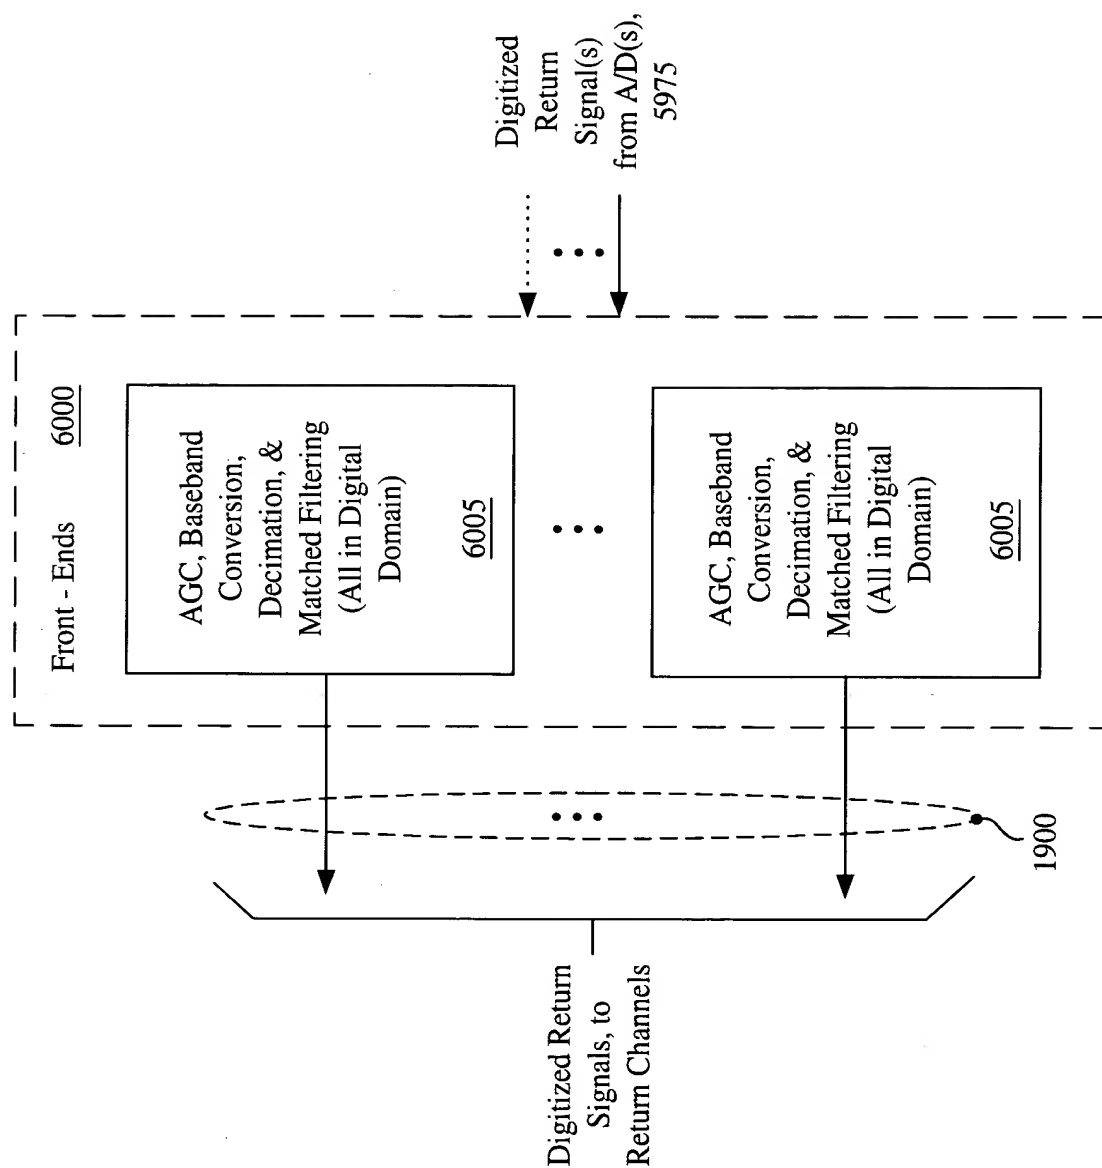 Front - Ends
6000
AGC, Baseband
Conversion,
Decimation, &
Matched Filtering
(All in Digital
Domain)
6005
AGC, Baseband
Conversion,
Decimation, &
Matched Filtering
(All in Digital
Domain)
6005
Digitized
Return
Signal(s)
from A/D(s),
5975
1900
Digitized Return
Signals, to
Return Channels